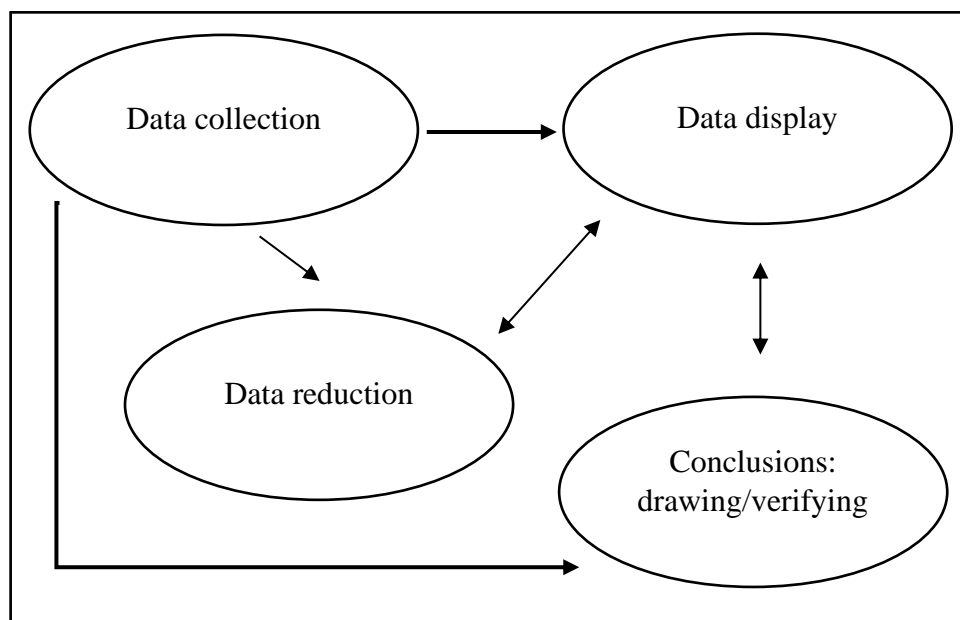 Data collection
Data display
Data reduction
Conclusions:
drawing/verifying